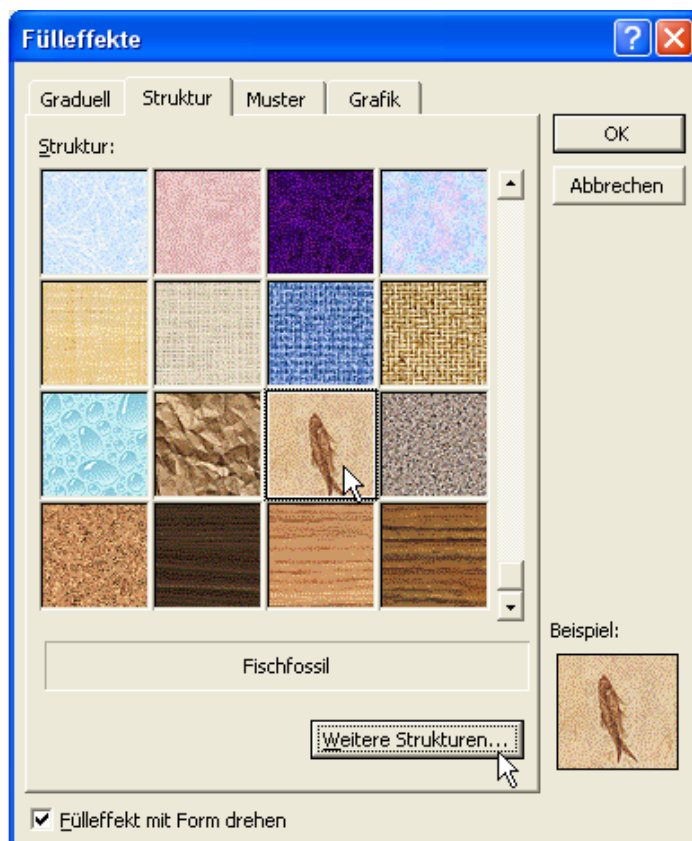 Fülleffekte
Graduell Struktur Muster Grafik
Struktur:
OK
Abbrechen
Fischfossil
Beispiel:
Weitere Strukturen...
Fülleffekt mit Form drehen